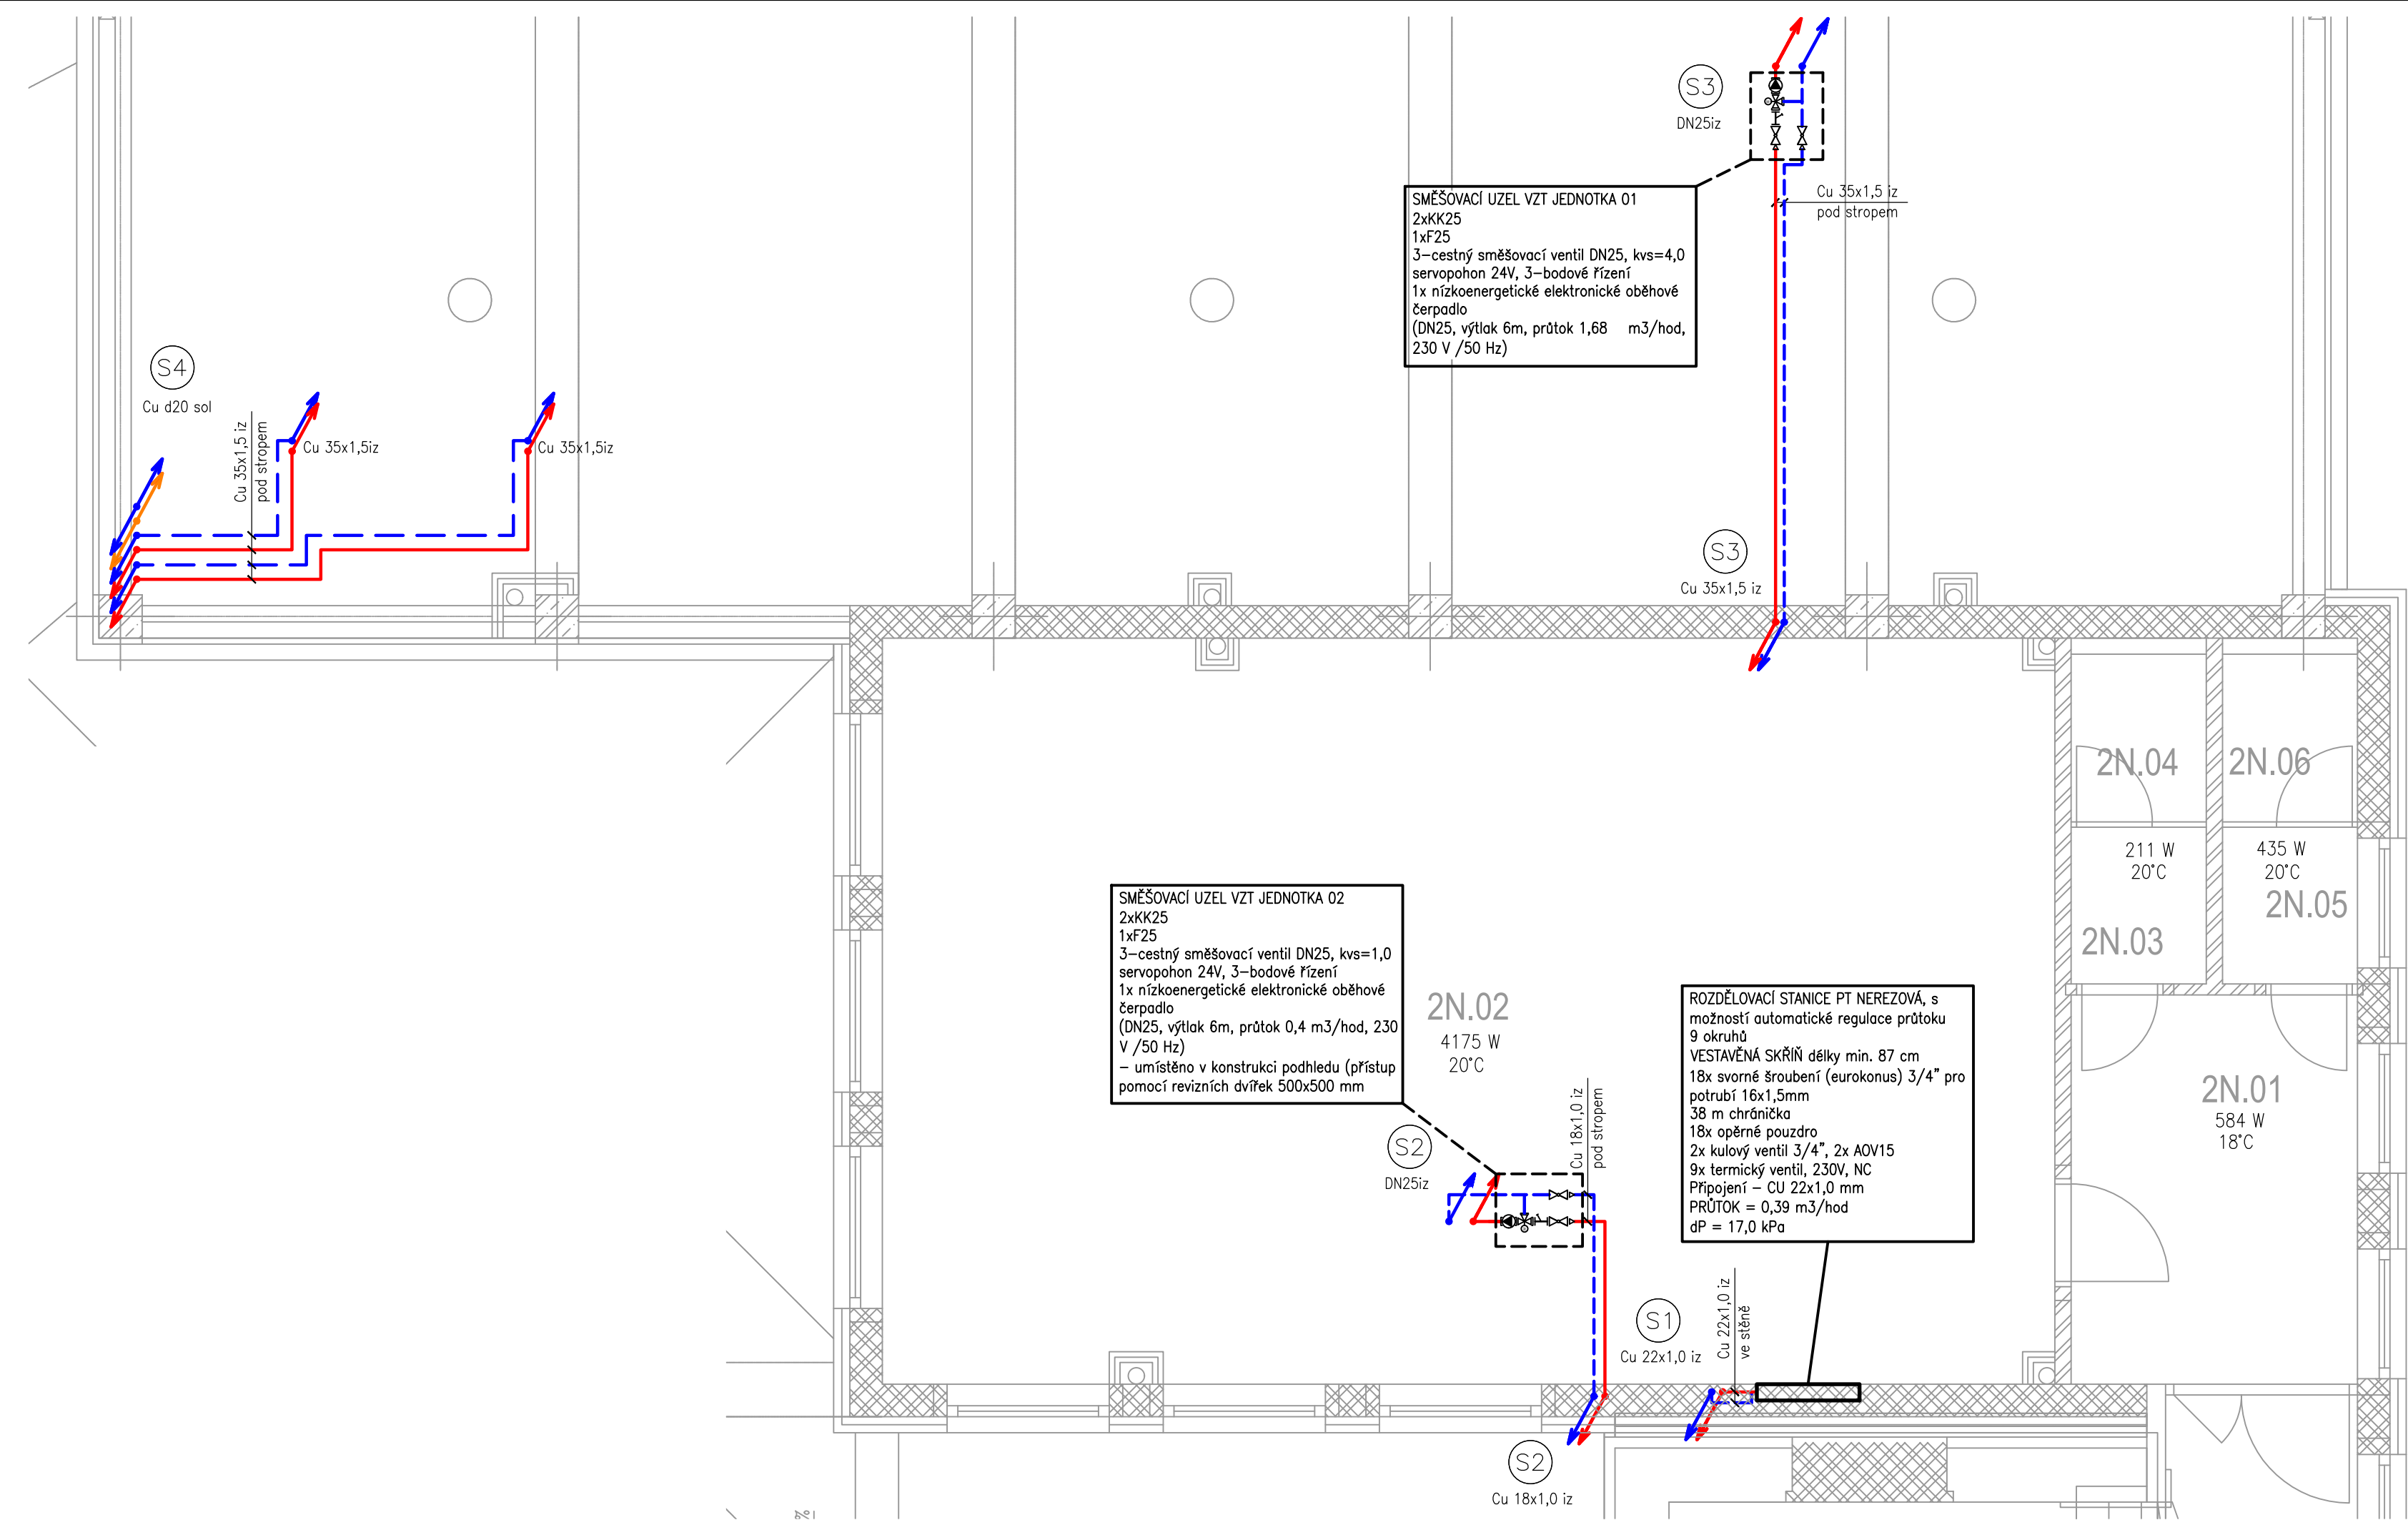 S3
DN25iz
SMĚŠOVACÍ UZEL VZT JEDNOTKA 01
2xKK25
1xF25
3-cestný směšovací ventil DN25, kvs=4,0
servopohon 24V, 3-bodové řízení
1x nízkoenergetické elektronické oběhové
čerpadlo
(DN25, výtlak 6m, průtok 1,68 m3/hod,
230 V /50 Hz)
Cu 35x1,5 iz
pod stropem
S4
Cu d20 sol
Cu 35x1,5 iz
pod stropem
Cu 35x1,5iz
Cu 35x1,5iz
S3
Cu 35x1,5 iz
2N.04
2N.06
211 W
20°C
435 W
20°C
2N.05
2N.03
SMĚŠOVACÍ UZEL VZT JEDNOTKA 02
2xKK25
1xF25
3-cestný směšovací ventil DN25, kvs=1,0
servopohon 24V, 3-bodové řízení
1x nízkoenergetické elektronické oběhové
čerpadlo
(DN25, výtlak 6m, průtok 0,4 m3/hod, 230
V /50 Hz)
- umístěno v konstrukci podhledu (přístup
pomocí revizních dvířek 500x500 mm
2N.02
4175 W
20°C
ROZDĚLOVACÍ STANICE PT NEREZOVÁ, s
možností automatické regulace průtoku
9 okruhů
VESTAVĚNÁ SKŘÍŇ délky min. 87 cm
18x svorné šroubení (eurokonus) 3/4" pro
potrubí 16x1,5mm
38 m chránička
18x opěrné pouzdro
2x kulový ventil 3/4", 2x AOV15
9x termický ventil, 230V, NC
Připojení - CU 22x1,0 mm
PRŮTOK = 0,39 m3/hod
dP = 17,0 kPa
2N.01
584 W
18°C
S2
DN25iz
Cu 18x1,0 iz
pod stropem
S1
Cu 22x1,0 iz
Cu 22x1,0 iz
ve stěně
S2
Cu 18x1,0 iz